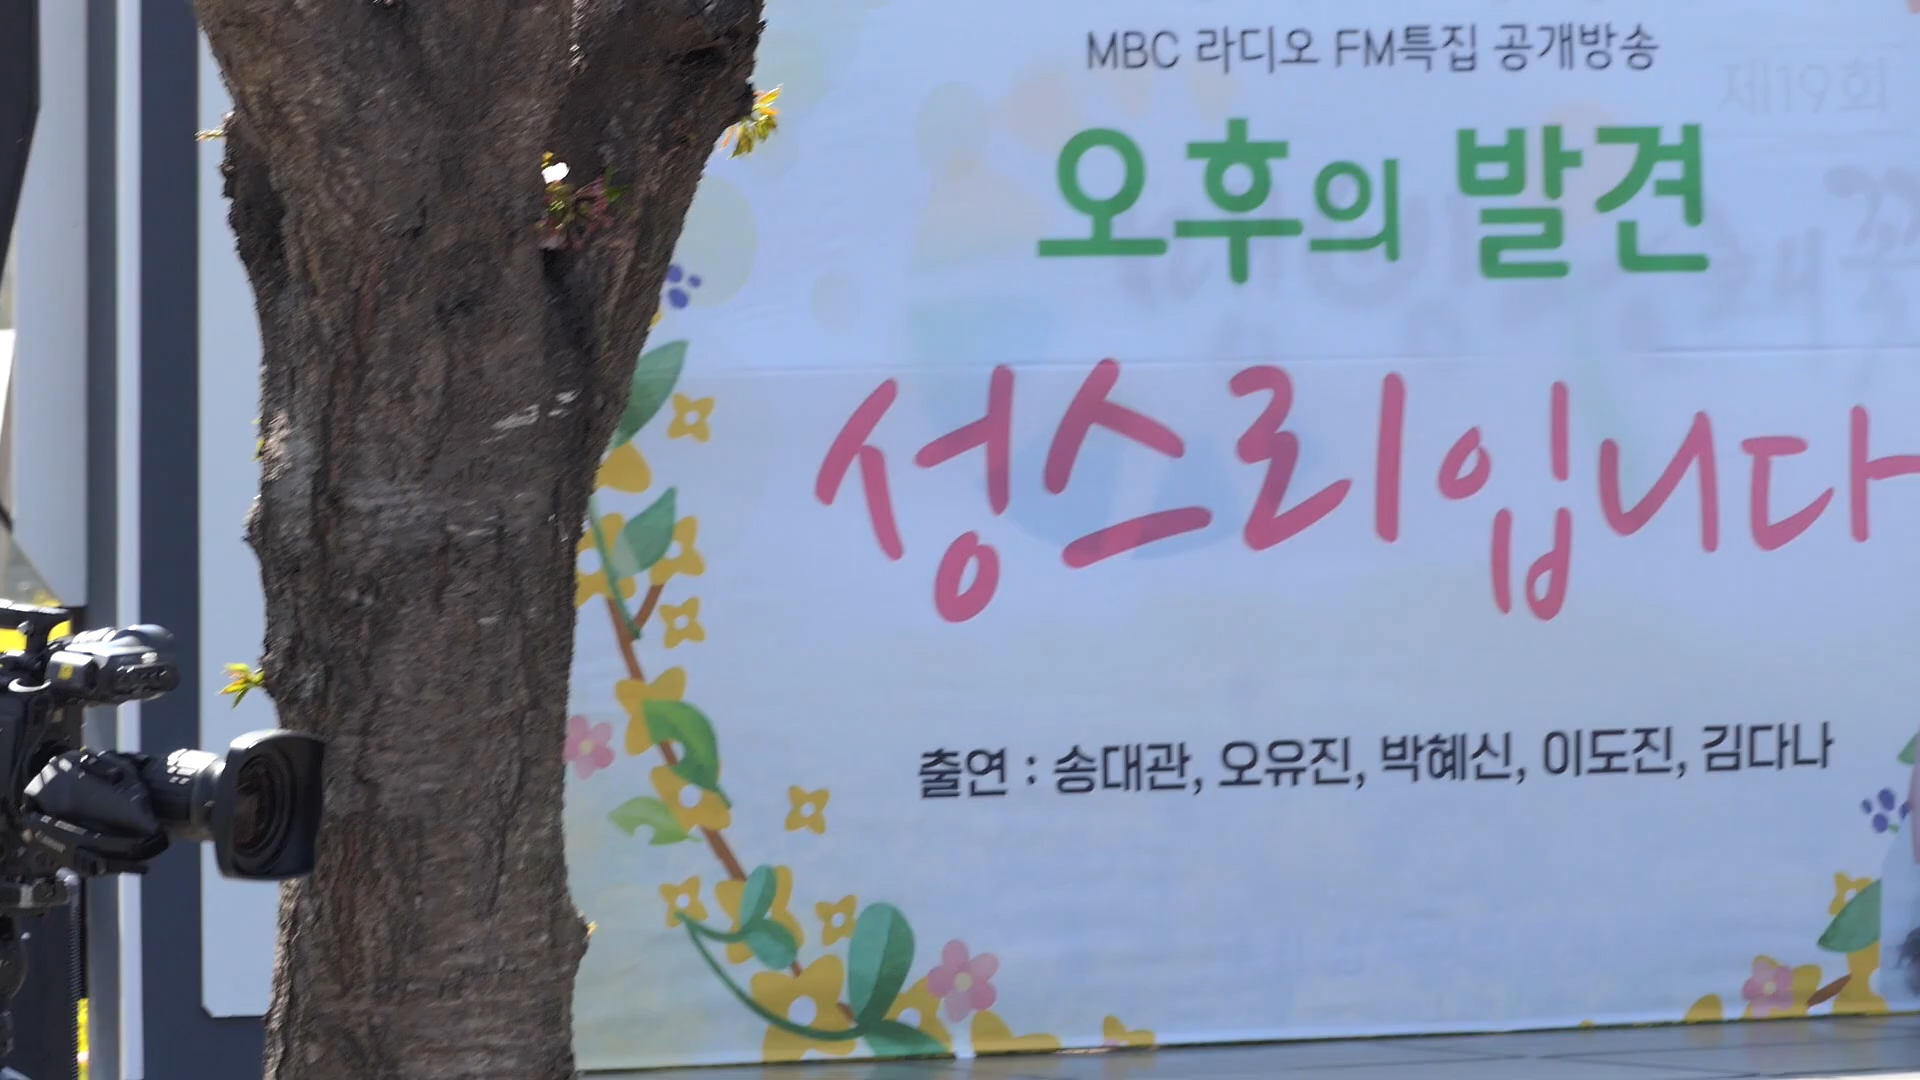 MBC 라디오 FM특집 공개방송
제19회
오후의 발견
성스리입니다
출연 : 송대관, 오유진, 박혜신, 이도진, 김다나